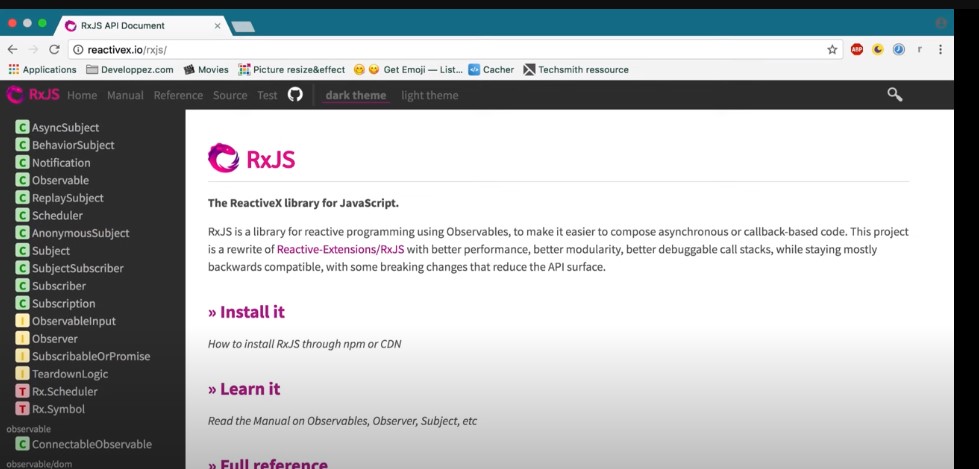 RxJS API Document
reactivex.io/rxjs/
ABP
r
Applications Developpez.com Movies Picture resize&effect Get Emoji — List... Cacher Techsmith ressource
RxJS Home Manual Reference Source Test dark theme light theme
C AsyncSubject
C BehaviorSubject
C Notification
C Observable
C ReplaySubject
C Scheduler
C AnonymousSubject
C Subject
C SubjectSubscriber
C Subscriber
C Subscription
I ObservableInput
I Observer
I SubscribableOrPromise
I TeardownLogic
T Rx.Scheduler
T Rx.Symbol
observable
C ConnectableObservable
observable/dom
RxJS
The ReactiveX library for JavaScript.
RxJS is a library for reactive programming using Observables, to make it easier to compose asynchronous or callback-based code. This project
is a rewrite of Reactive-Extensions/RxJS with better performance, better modularity, better debuggable call stacks, while staying mostly
backwards compatible, with some breaking changes that reduce the API surface.
» Install it
How to install RxJS through npm or CDN
» Learn it
Read the Manual on Observables, Observer, Subject, etc
» Full reference